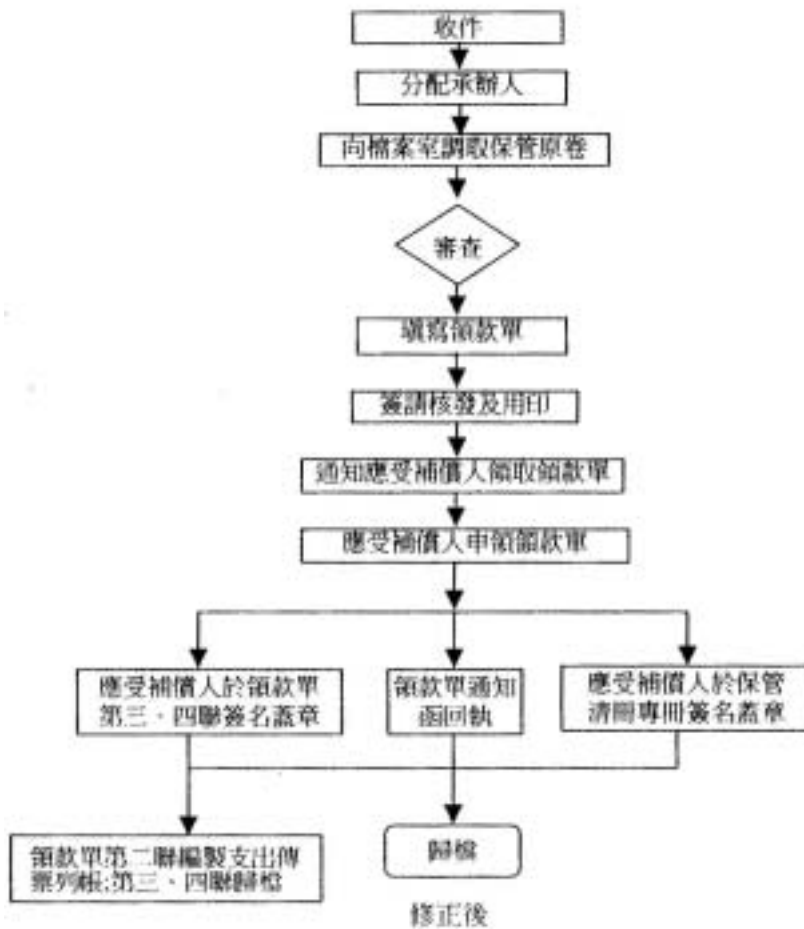 收件
分配承辦人
向檔案室調取保管原卷
審查
填寫領款單
簽請核發及用印
通知應受補償人領取領款單
應受補償人申領領款單
應受補償人於領款單
第三、四聯簽名蓋章
領款單通知
函回執
應受補償人於保管
清冊專冊簽名蓋章
領款單第二聯編製支出傳
票列帳;第三、四聯歸檔
歸檔
修正後